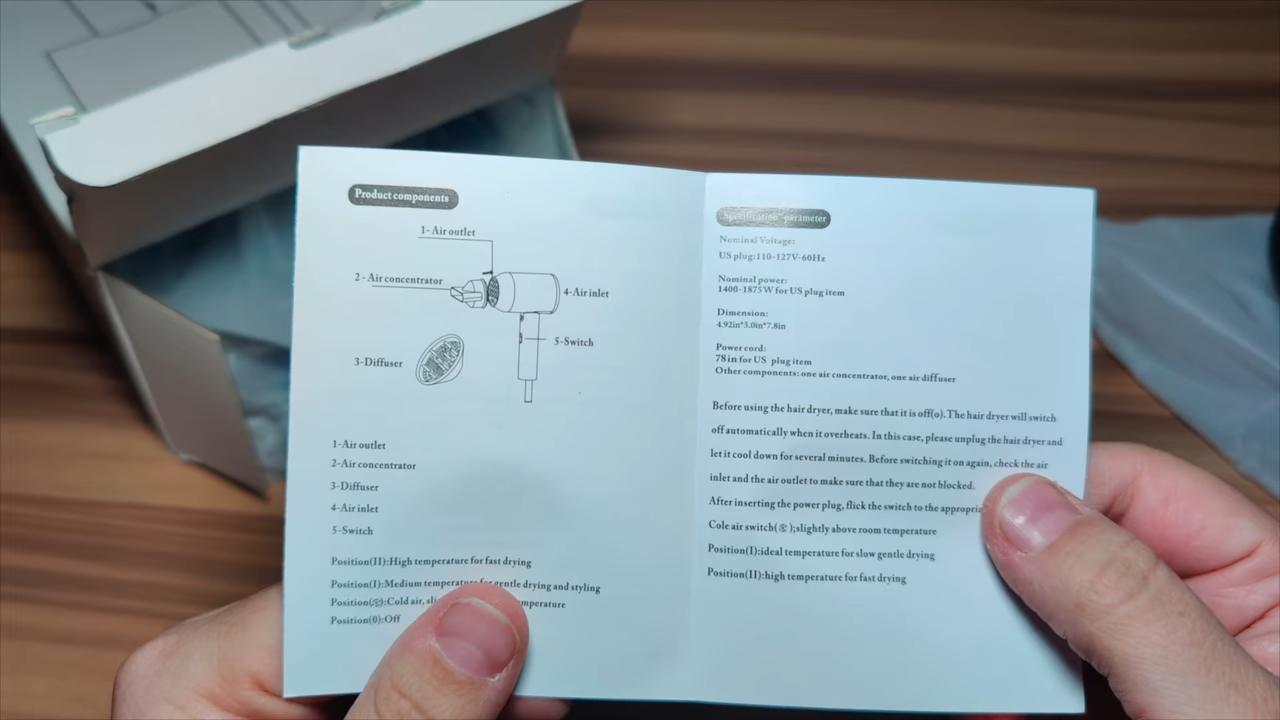 Product components
1- Air outlet
2 - Air concentrator
4-Air inlet
5-Switch
3-Diffuser
1-Air outlet
2-Air concentrator
3-Diffuser
4-Air inlet
5-Switch
Position(II):High temperature for fast drying
Position(I):Medium temperature for gentle drying and styling
Position(❄):Cold air,
Position(0):Off
Specification parameter
Nominal Voltage:
US plug:110-127V-60Hz
Nominal power:
1400-1875W for US plug item
Dimension:
4.92in*3.0in*7.8in
Power cord:
78in for US plug item
Other components: one air concentrator, one air diffuser
Before using the hair dryer, make sure that it is off(o). The hair dryer will switch
off automatically when it overheats. In this case, please unplug the hair dryer and
let it cool down for several minutes. Before switching it on again, check the air
inlet and the air outlet to make sure that they are not blocked.
After inserting the power plug, flick the switch to the
Cole air switch(❄);slightly above room temperature
Position(I):ideal temperature for slow gentle drying
Position(II):high temperature for fast drying